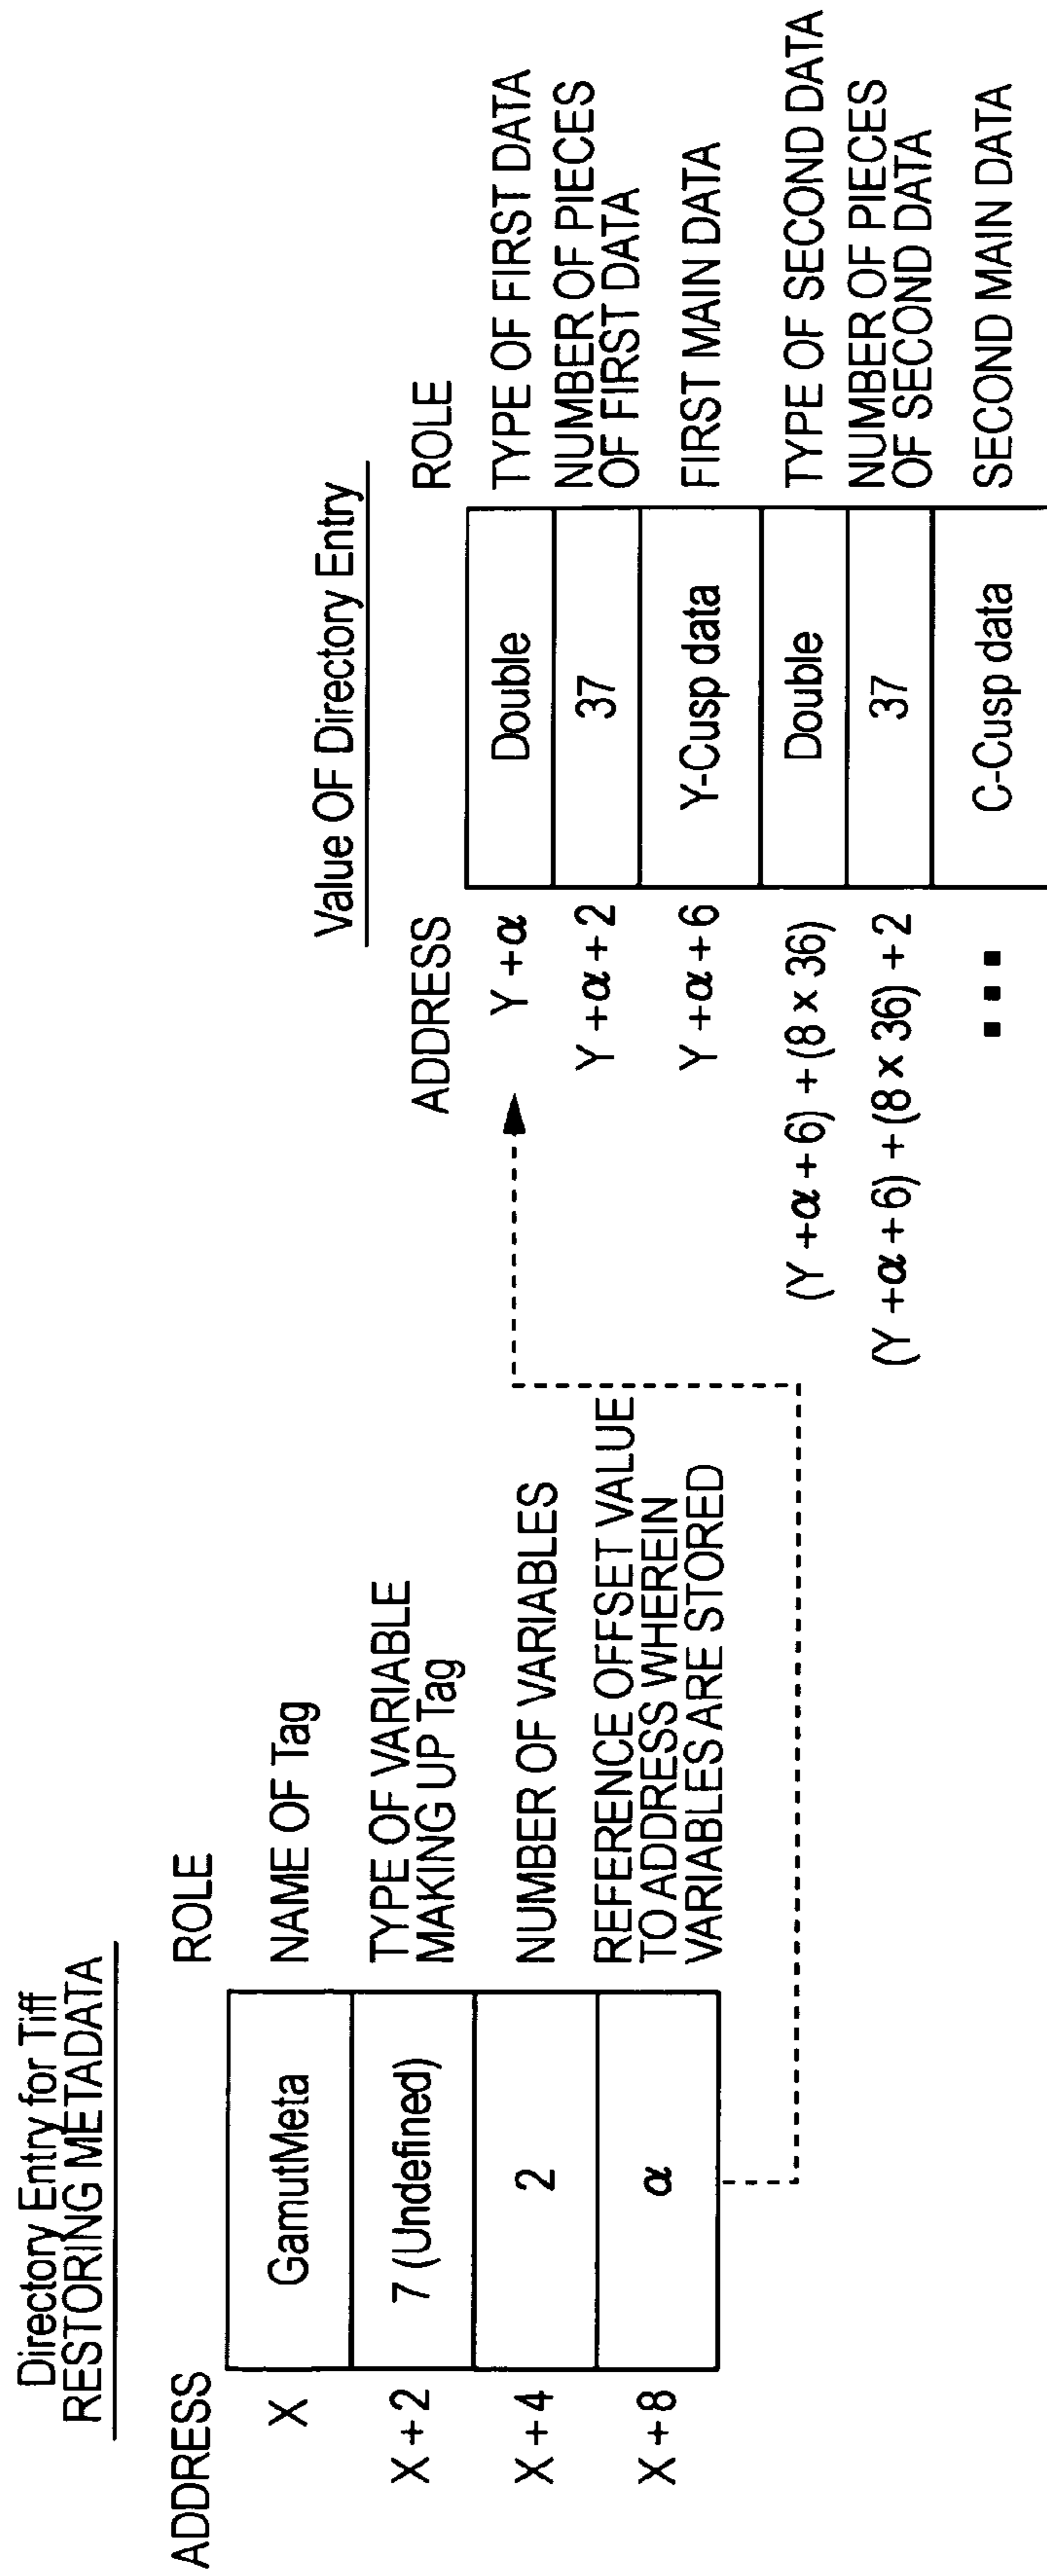 Directory Entry for Tiff
RESTORING METADATA
ADDRESS
ROLE
X
GamutMeta
NAME OF Tag
X + 2
7 (Undefined)
TYPE OF VARIABLE
MAKING UP Tag
X + 4
2
NUMBER OF VARIABLES
X + 8
α
REFERENCE OFFSET VALUE
TO ADDRESS WHEREIN
VARIABLES ARE STORED
Value OF Directory Entry
ADDRESS
ROLE
Y + α
Double
TYPE OF FIRST DATA
Y + α + 2
37
NUMBER OF PIECES
OF FIRST DATA
Y + α + 6
Y-Cusp data
FIRST MAIN DATA
(Y + α + 6) + (8 × 36)
Double
TYPE OF SECOND DATA
(Y + α + 6) + (8 × 36) + 2
37
NUMBER OF PIECES
OF SECOND DATA
C-Cusp data
SECOND MAIN DATA